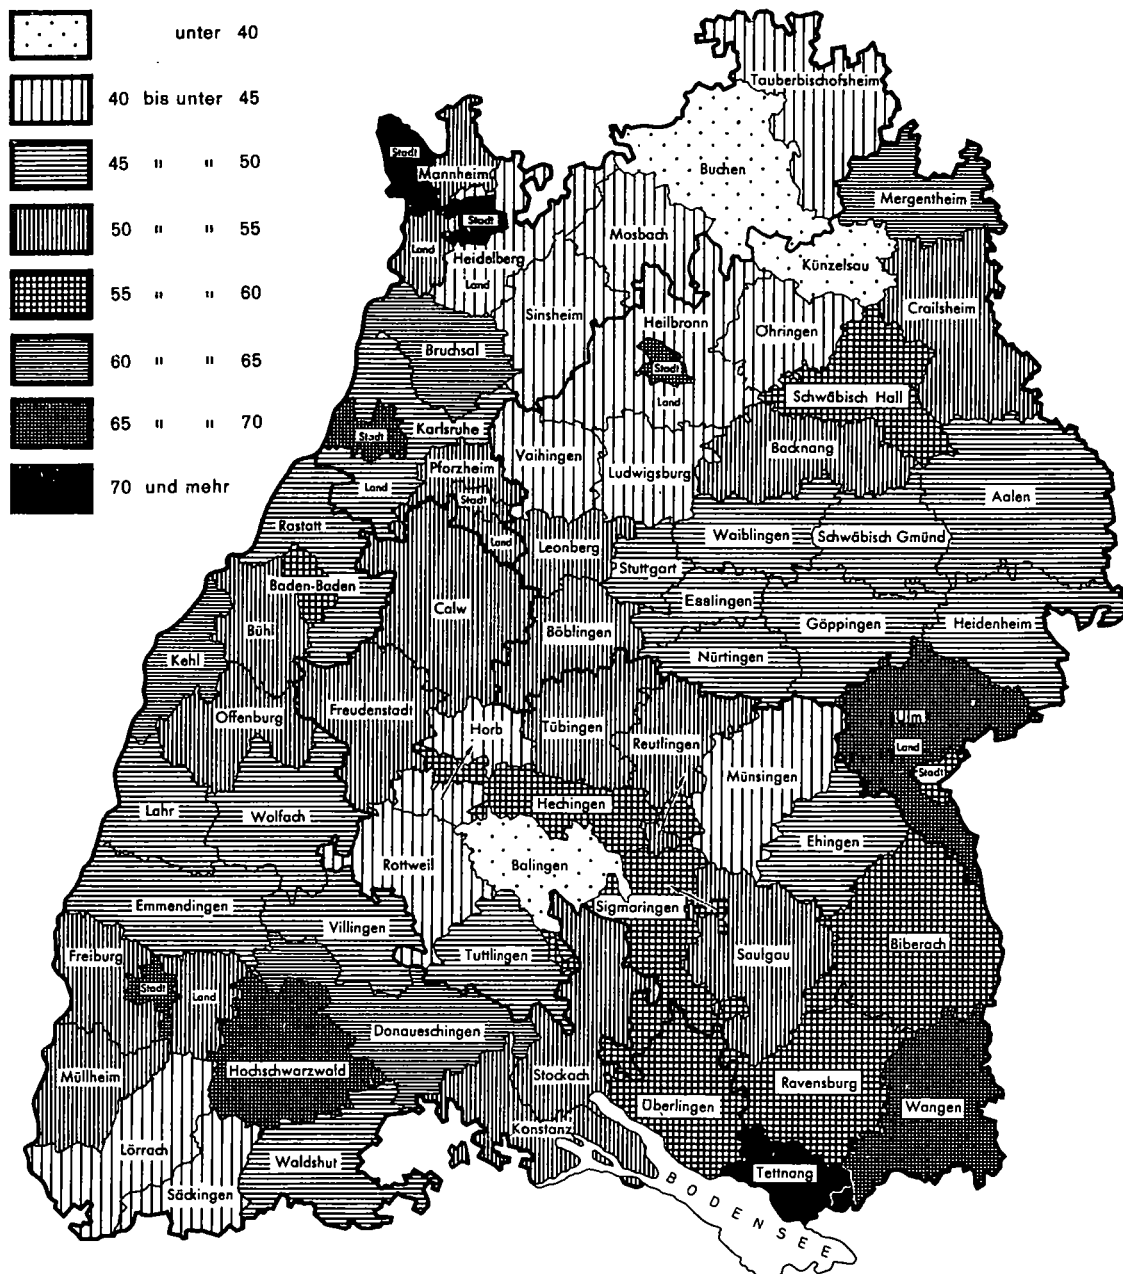 unter 40
40 bis unter 45
45 " " 50
50 " " 55
55 " " 60
60 " " 65
65 " " 70
70 und mehr
Tauberbischofsheim
Stadt
Mannheim
Buchen
Mergentheim
Stadt
Mosbach
Land
Heidelberg
Land
Künzelsau
Sinsheim
Heilbronn
Öhringen
Crailsheim
Bruchsal
Stadt
Land
Schwäbisch Hall
Karlsruhe
Stadt
Vaihingen
Backnang
Pforzheim
Ludwigsburg
Land
Stadt
Aalen
Rastatt
Land
Leonberg
Waiblingen
Schwäbisch Gmünd
Stuttgart
Baden-Baden
Calw
Esslingen
Bühl
Böblingen
Göppingen
Heidenheim
Kehl
Nürtingen
Offenburg
Freudenstadt
Horb
Tübingen
Reutlingen
Ulm
Land
Stadt
Münsingen
Hechingen
Lahr
Wolfach
Ehingen
Rottweil
Balingen
Emmendingen
Sigmaringen
Villingen
Biberach
Freiburg
Tuttlingen
Saulgau
Stadt
Land
Donaueschingen
Müllheim
Hochschwarzwald
Stockach
Ravensburg
Überlingen
Wangen
Konstanz
Lörrach
Waldshut
Tettnang
Säckingen
BODENSEE